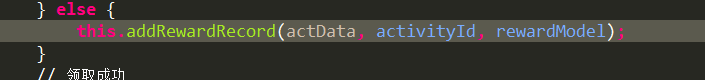 } else {
this.addRewardRecord(actData, activityId, rewardModel);
}
// 领取成功